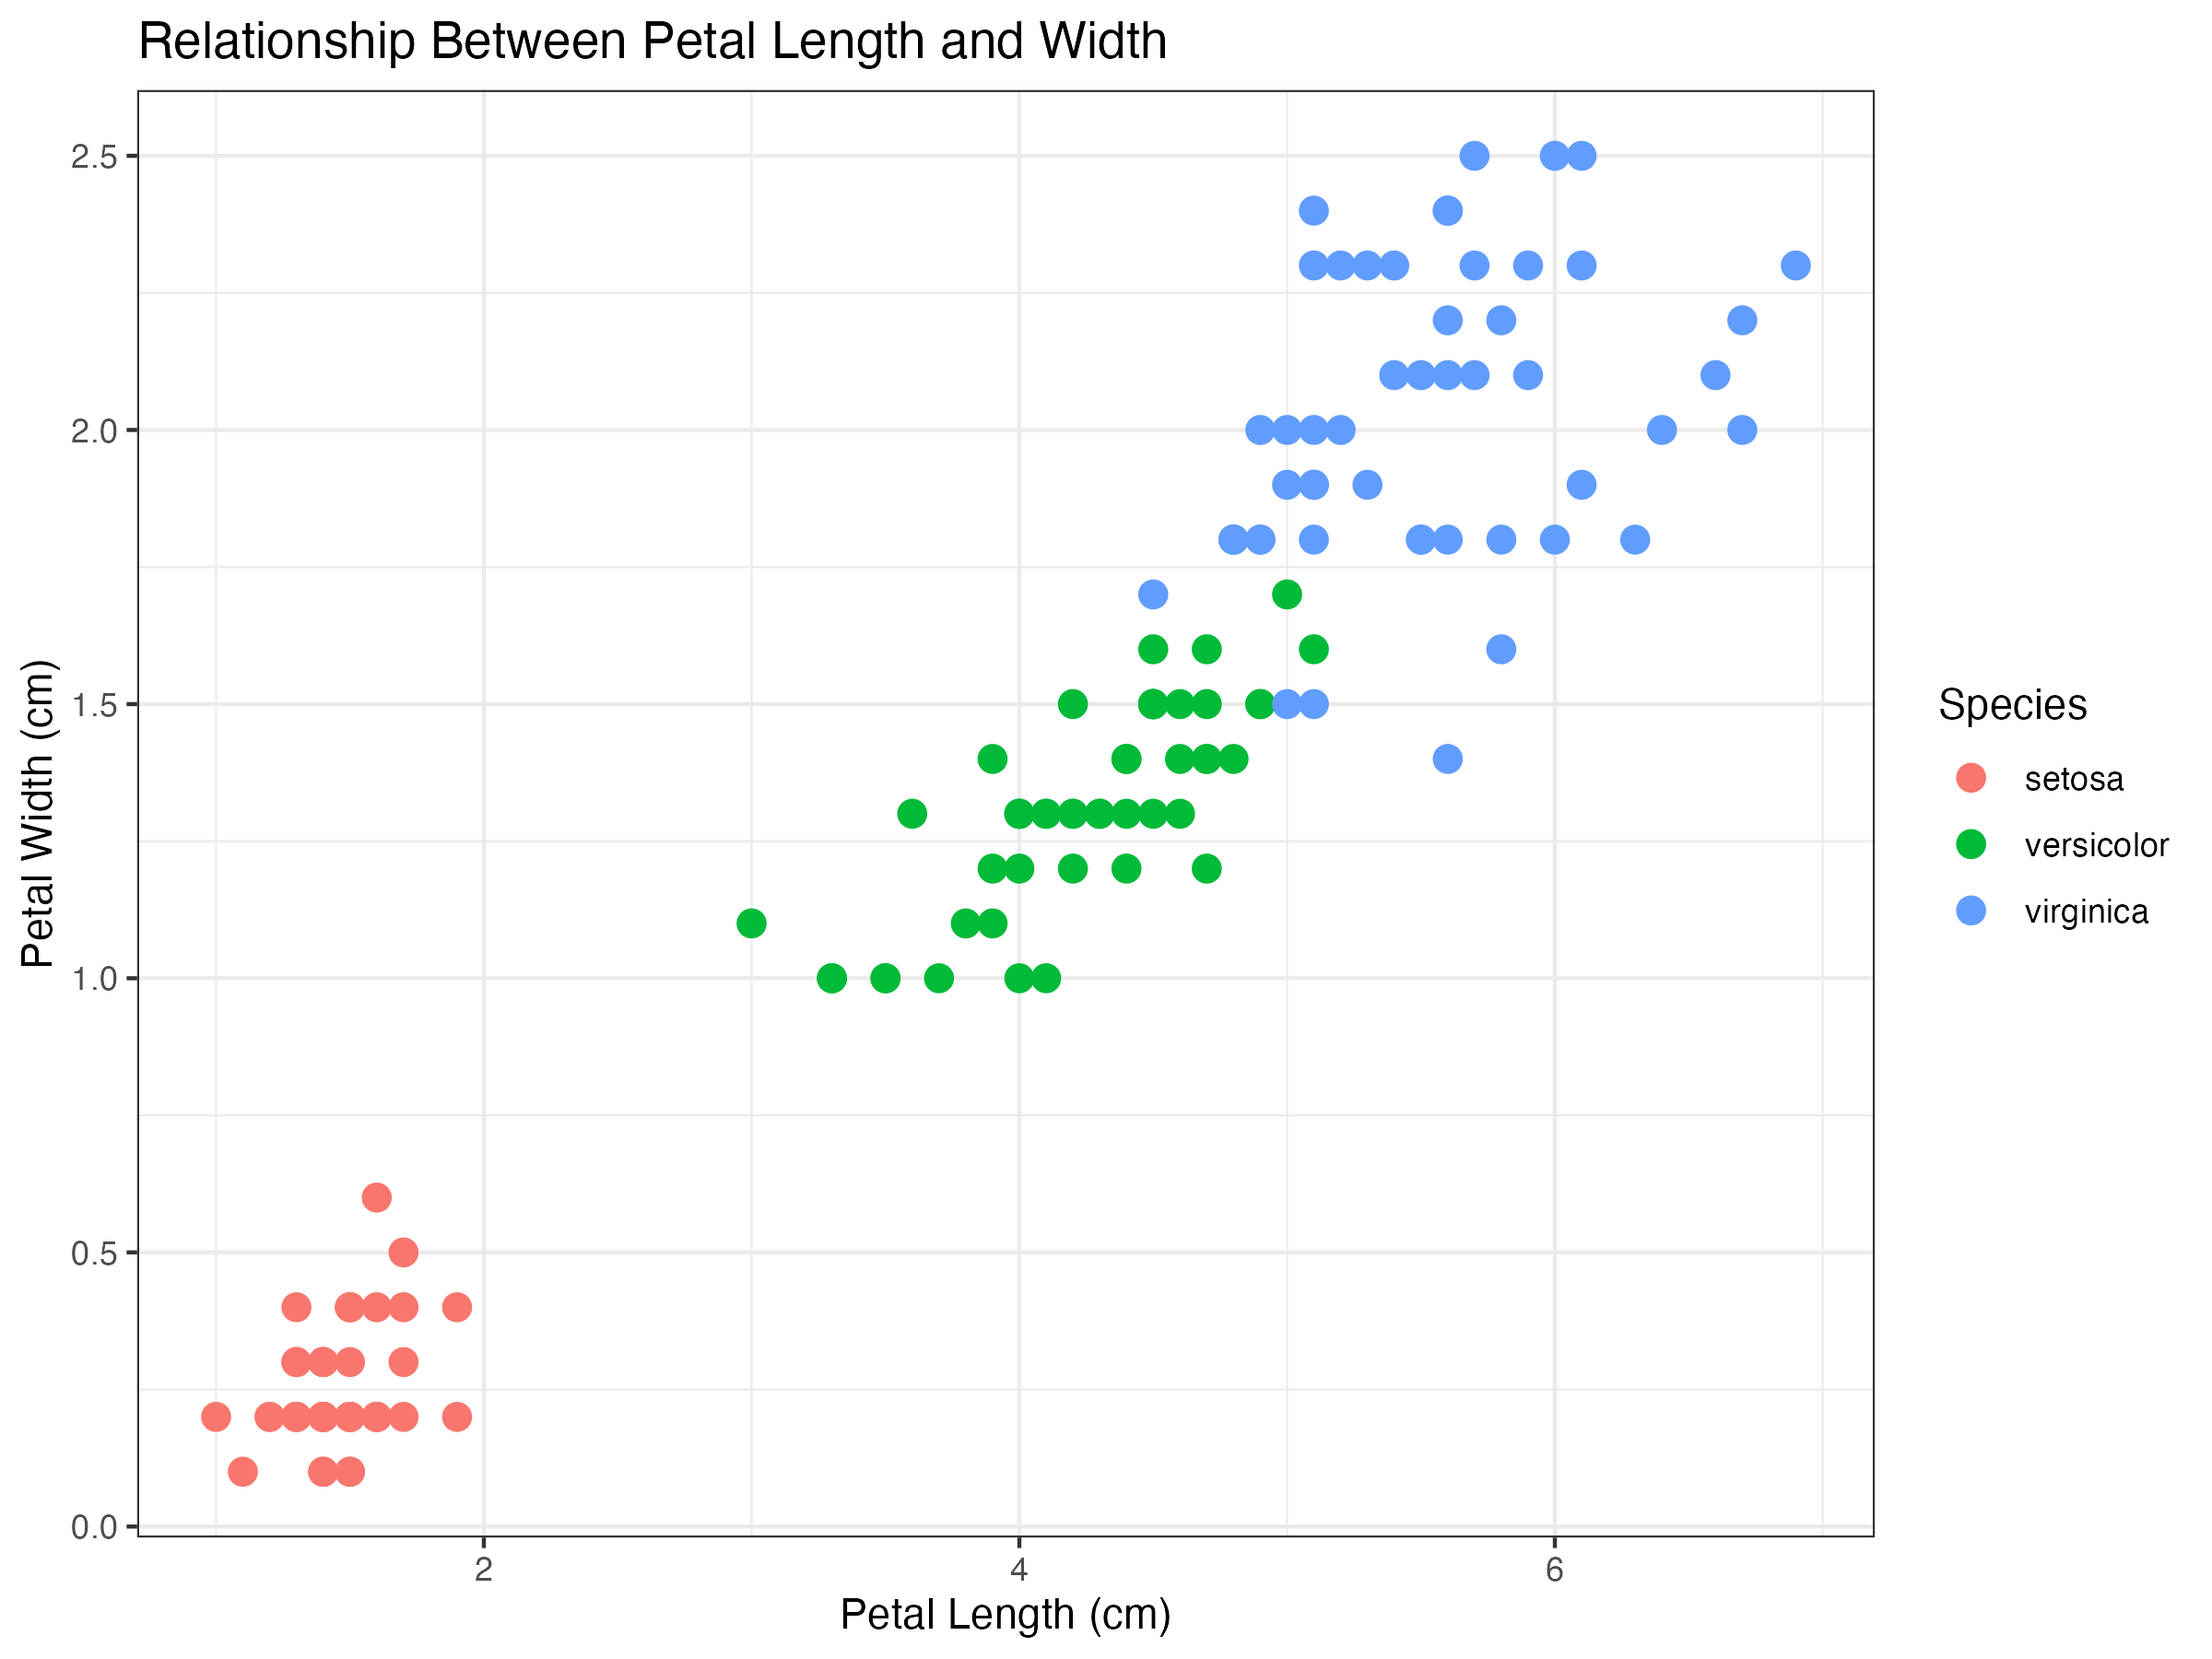 Relationship Between Petal Length and Width
2.5
2.0
1.5
1.0
0.5
0.0
Petal Width (cm)
2 4 6
Petal Length (cm)
Species
setosa
versicolor
virginica